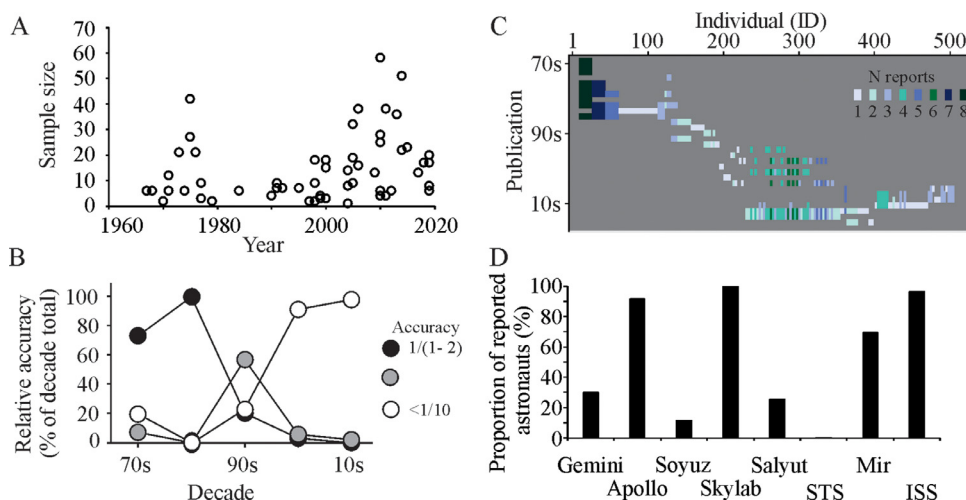 A
Sample size
70
60
50
40
30
20
10
0
1960 1980 2000 2020
Year
B
Relative accuracy
(% of decade total)
100
80
60
40
20
0
70s 90s 10s
Decade
Accuracy
1/(1- 2)
<1/10
C
Individual (ID)
1 100 200 300 400 500
Publication
70s
90s
10s
N reports
1 2 3 4 5 6 7 8
D
Proportion of reported
astronauts (%)
100
80
60
40
20
0
Gemini Soyuz Salyut Mir
Apollo Skylab STS ISS